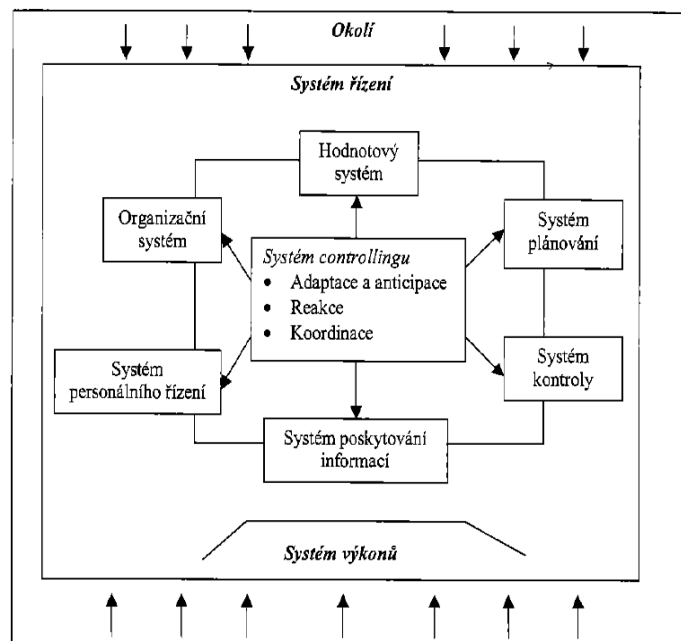 Okolí
Systém řízení
Hodnotový
systém
Organizační
systém
Systém
plánování
Systém controllingu
• Adaptace a anticipace
• Reakce
• Koordinace
Systém
personálního řízení
Systém
kontroly
Systém poskytování
informací
Systém výkonů